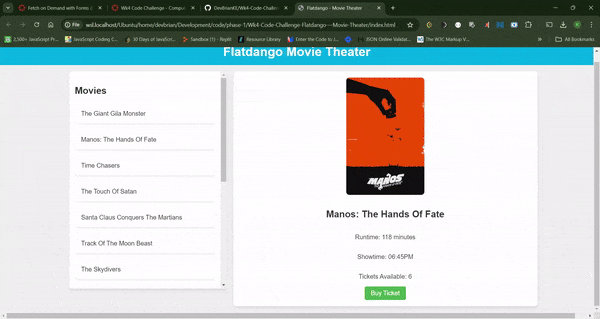 Fetch on Demand with Forms
Wk4 Code Challenge - Compu
DevBrianE1/Wk4-Code-Challen
Flatdango - Movie Theater
File
wsl.localhost/Ubuntu/home/devbrian/Development/code/phase-1/Wk4-Code-Challenge-Flatdango---Movie-Theater/index.html
2,500+ JavaScript Pr...
JavaScript Coding C...
30 Days of JavaScri...
Sandbox (1) - Replit
Resource Library
Enter the Code to J...
JSON Online Validat...
The W3C Markup V...
All Bookmarks
Flatdango Movie Theater
Movies
The Giant Gila Monster
Manos: The Hands Of Fate
Time Chasers
The Touch Of Satan
Santa Claus Conquers The Martians
Track Of The Moon Beast
The Skydivers
MANOS
Manos: The Hands Of Fate
Runtime: 118 minutes
Showtime: 06:45PM
Tickets Available: 6
Buy Ticket